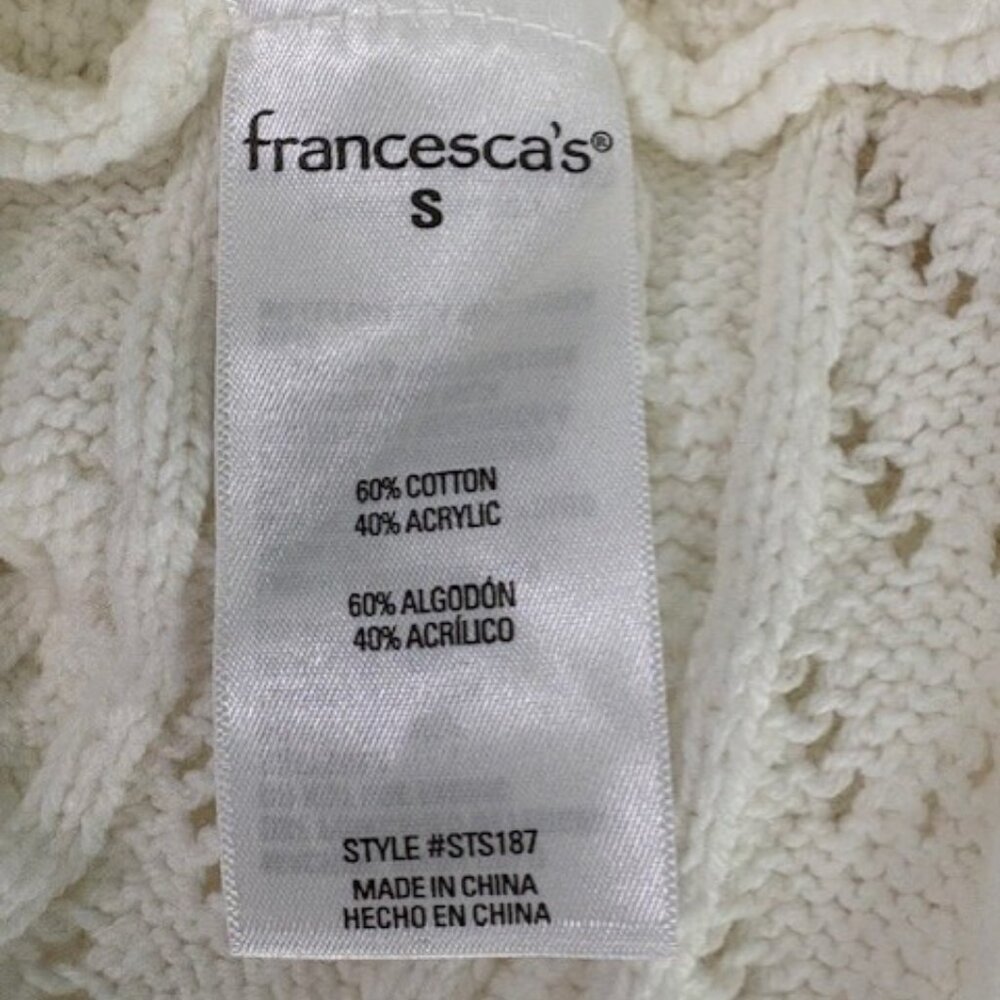 francesca's®
S
60% COTTON
40% ACRYLIC
60% ALGODÓN
40% ACRÍLICO
STYLE #STS187
MADE IN CHINA
HECHO EN CHINA